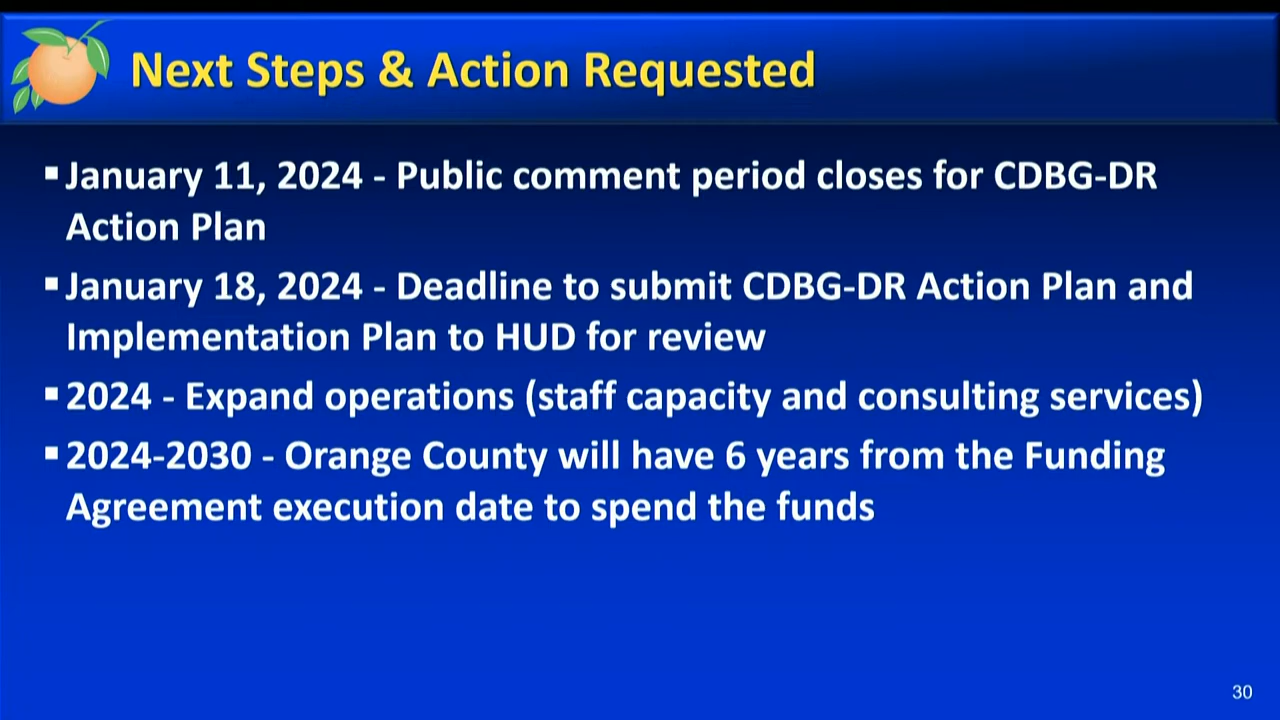 Next Steps & Action Requested
▪January 11, 2024 - Public comment period closes for CDBG-DR
Action Plan
▪January 18, 2024 - Deadline to submit CDBG-DR Action Plan and
Implementation Plan to HUD for review
▪2024 - Expand operations (staff capacity and consulting services)
▪2024-2030 - Orange County will have 6 years from the Funding
Agreement execution date to spend the funds
30